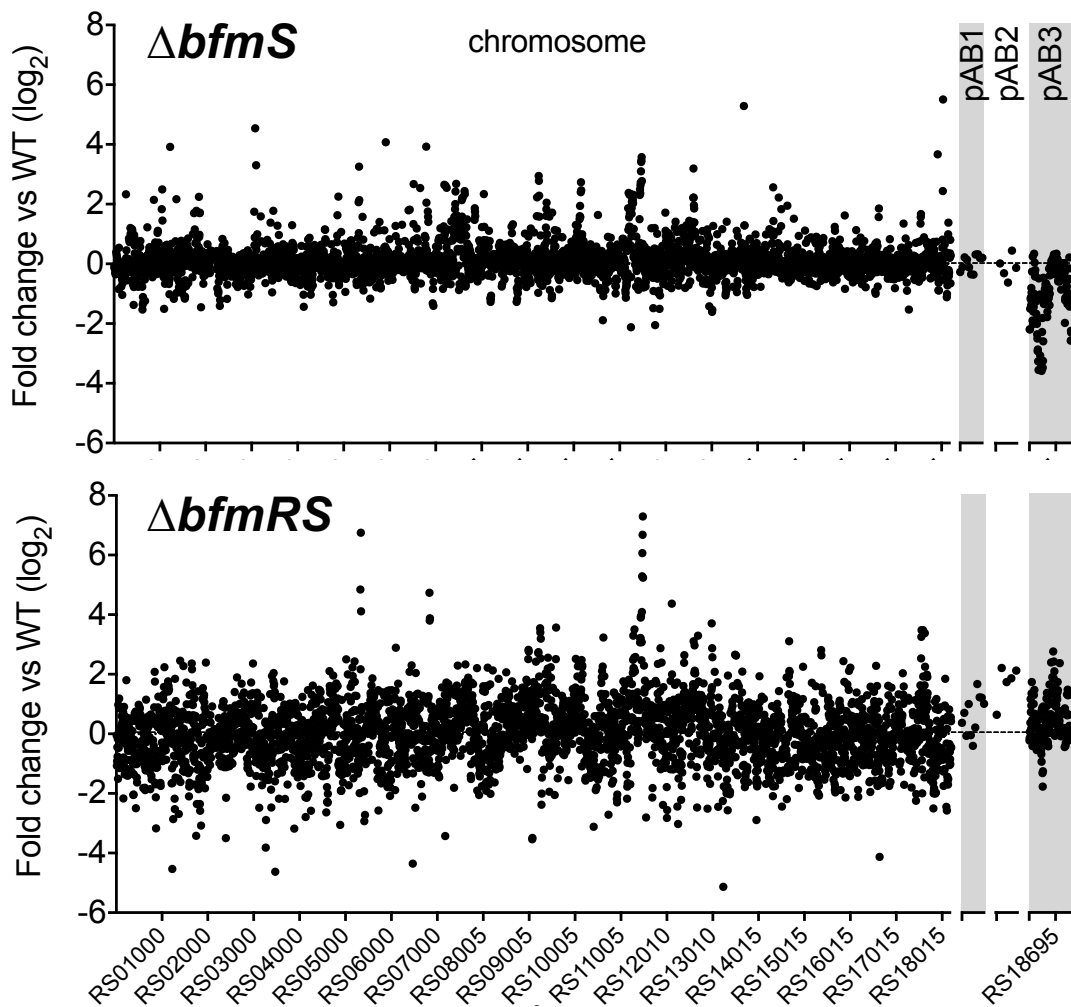 ΔbfmS
chromosome
pAB1
pAB2
pAB3
Fold change vs WT (log2)
8
6
4
2
0
-2
-4
-6
ΔbfmRS
Fold change vs WT (log2)
8
6
4
2
0
-2
-4
-6
RS01000
RS02000
RS03000
RS04000
RS05000
RS06000
RS07000
RS08005
RS09005
RS10005
RS11005
RS12010
RS13010
RS14015
RS15015
RS16015
RS17015
RS18015
RS18695